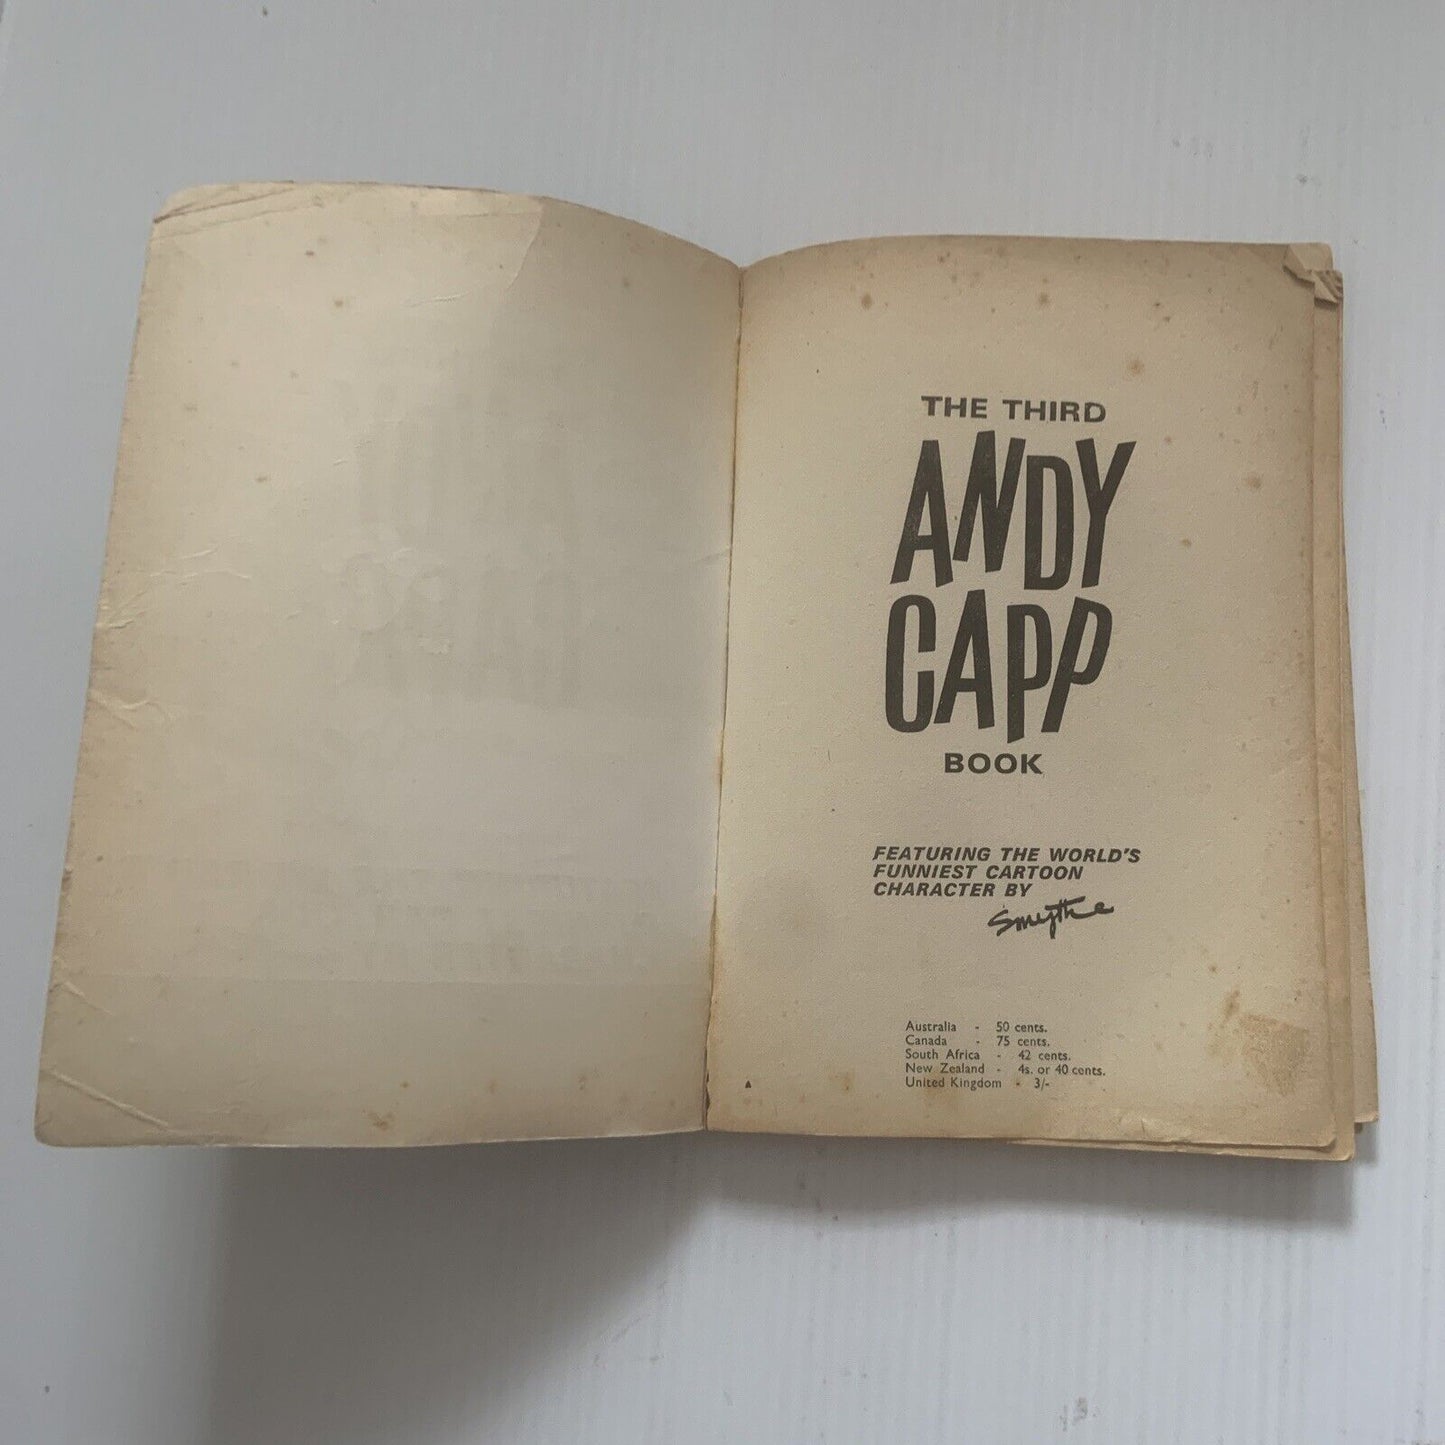 THE THIRD
ANDY
CAPP
BOOK
FEATURING THE WORLD'S
FUNNIEST CARTOON
CHARACTER BY
Smythe
Australia - 50 cents.
Canada - 75 cents.
South Africa - 42 cents.
New Zealand - 4s. or 40 cents.
United Kingdom - 3/-